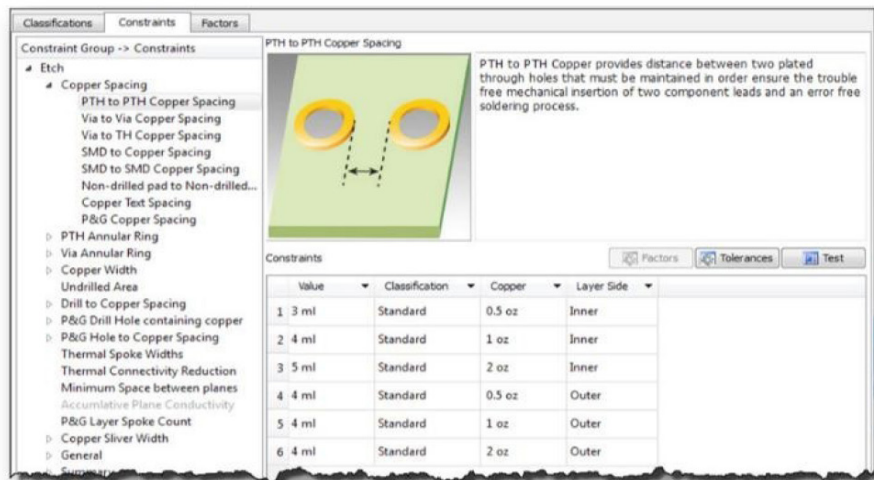 Classifications Constraints Factors
Constraint Group -> Constraints
Etch
Copper Spacing
PTH to PTH Copper Spacing
Via to Via Copper Spacing
Via to TH Copper Spacing
SMD to Copper Spacing
SMD to SMD Copper Spacing
Non-drilled pad to Non-drilled...
Copper Text Spacing
P&G Copper Spacing
PTH Annular Ring
Via Annular Ring
Copper Width
Undrilled Area
Drill to Copper Spacing
P&G Drill Hole containing copper
P&G Hole to Copper Spacing
Thermal Spoke Widths
Thermal Connectivity Reduction
Minimum Space between planes
Accumlative Plane Conductivity
P&G Layer Spoke Count
Copper Sliver Width
General
Summary
PTH to PTH Copper Spacing
PTH to PTH Copper provides distance between two plated
through holes that must be maintained in order ensure the trouble
free mechanical insertion of two component leads and an error free
soldering process.
Constraints Factors Tolerances Test
Value Classification Copper Layer Side
1 3 ml Standard 0.5 oz Inner
2 4 ml Standard 1 oz Inner
3 5 ml Standard 2 oz Inner
4 4 ml Standard 0.5 oz Outer
5 4 ml Standard 1 oz Outer
6 4 ml Standard 2 oz Outer